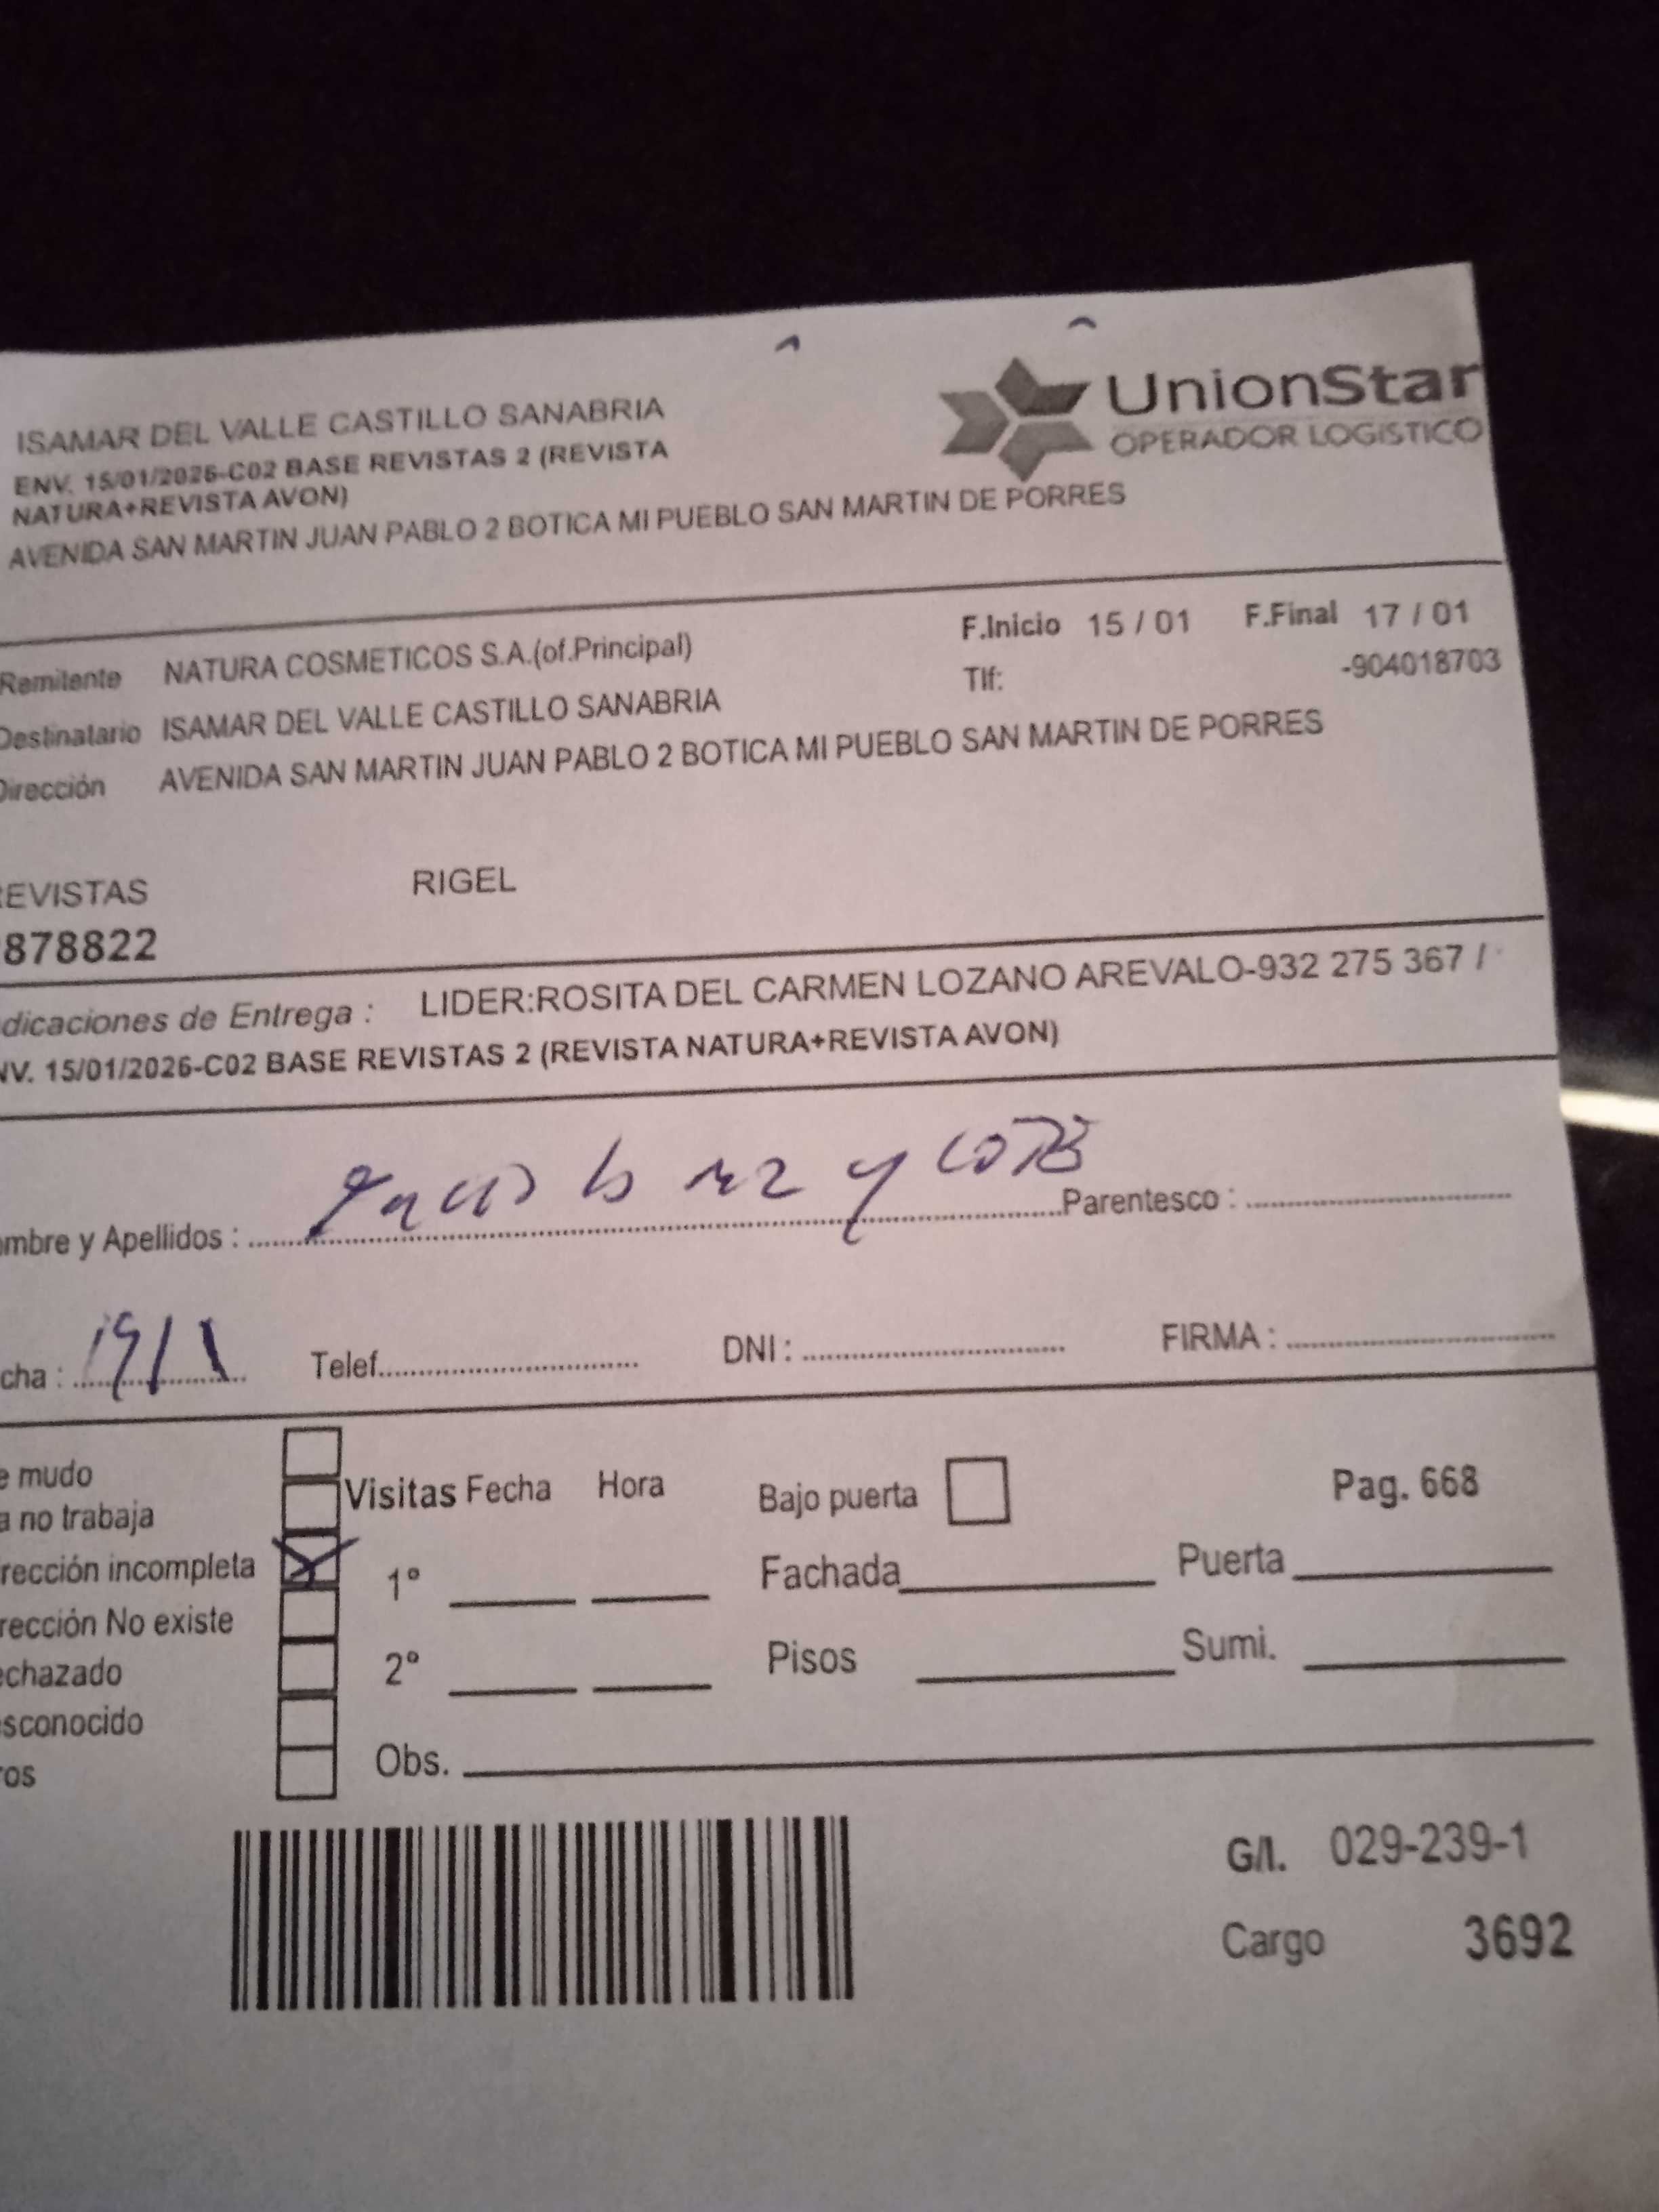 ISAMAR DEL VALLE CASTILLO SANABRIA
ENV. 15/01/2026-C02 BASE REVISTAS 2 (REVISTA
NATURA+REVISTA AVON)
AVENIDA SAN MARTIN JUAN PABLO 2 BOTICA MI PUEBLO SAN MARTIN DE PORRES
UnionStar
OPERADOR LOGISTICO
Remitente NATURA COSMETICOS S.A.(of.Principal)
F.Inicio 15 / 01 F.Final 17 / 01
Destinatario ISAMAR DEL VALLE CASTILLO SANABRIA
Tlf: -904018703
Dirección AVENIDA SAN MARTIN JUAN PABLO 2 BOTICA MI PUEBLO SAN MARTIN DE PORRES
EVISTAS RIGEL
878822
dicaciones de Entrega : LIDER:ROSITA DEL CARMEN LOZANO AREVALO-932 275 367 /
NV. 15/01/2026-C02 BASE REVISTAS 2 (REVISTA NATURA+REVISTA AVON)
ombre y Apellidos : y Parentesco :
cha : 19/1 Telef. DNI : FIRMA :
e mudo
a no trabaja
rección incompleta
rección No existe
echazado
esconocido
ros
Visitas Fecha Hora Bajo puerta Pag. 668
1° Fachada Puerta
2° Pisos Sumi.
Obs.
G/I. 029-239-1
Cargo 3692